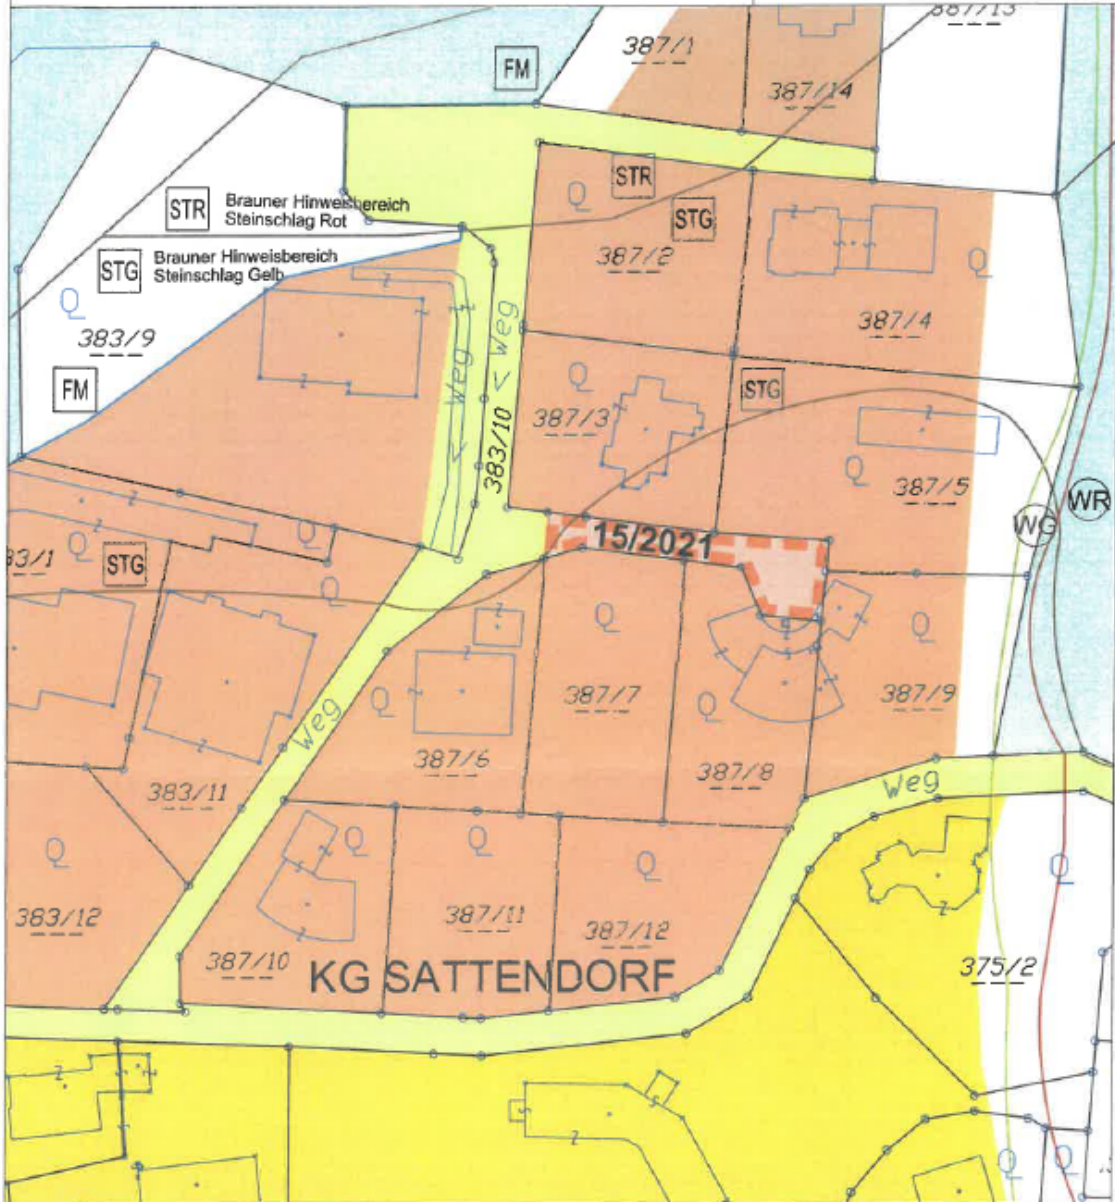 387/13
387/1
FM
387/14
STR
STR Brauner Hinweisbereich
Steinschlag Rot
STG
387/2
STG Brauner Hinweisbereich
Steinschlag Gelb
383/9
387/4
Weg
Weg
STG
FM
387/3
383/10
387/5
WR
WG
15/2021
STG
387/7
387/9
Weg
387/6
387/8
Weg
383/11
383/12
387/11
387/12
387/10
KG SATTENDORF
375/2